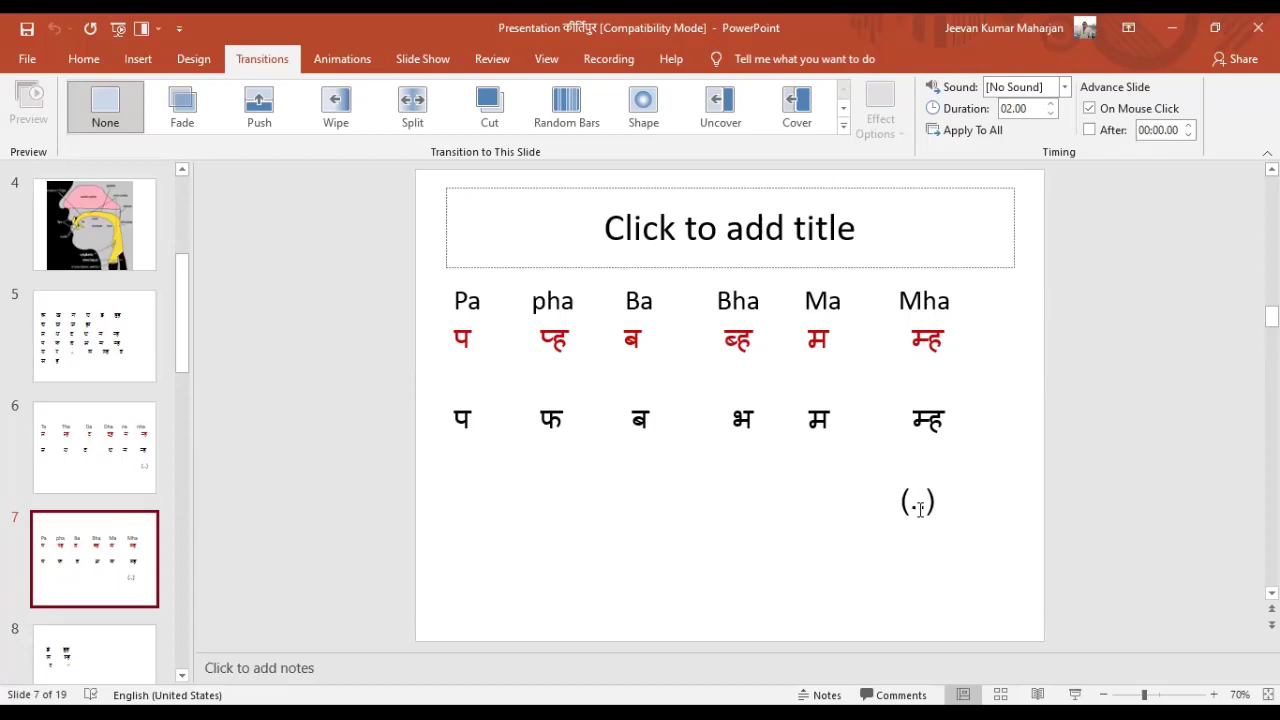 Presentation कीर्तिपुर [Compatibility Mode] - PowerPoint
Jeevan Kumar Maharjan
File Home Insert Design Transitions Animations Slide Show Review View Recording Help Tell me what you want to do Share
Preview None Fade Push Wipe Split Cut Random Bars Shape Uncover Cover Effect Options
Sound: [No Sound] Advance Slide
Duration: 02.00 On Mouse Click
Apply To All After: 00:00.00
Preview Transition to This Slide Timing
4
5
6
7
8
Click to add title
Pa pha Ba Bha Ma Mha
प प्ह ब ब्ह म म्ह
प फ ब भ म म्ह
(..)
Click to add notes
Slide 7 of 19 English (United States) Notes Comments 70%